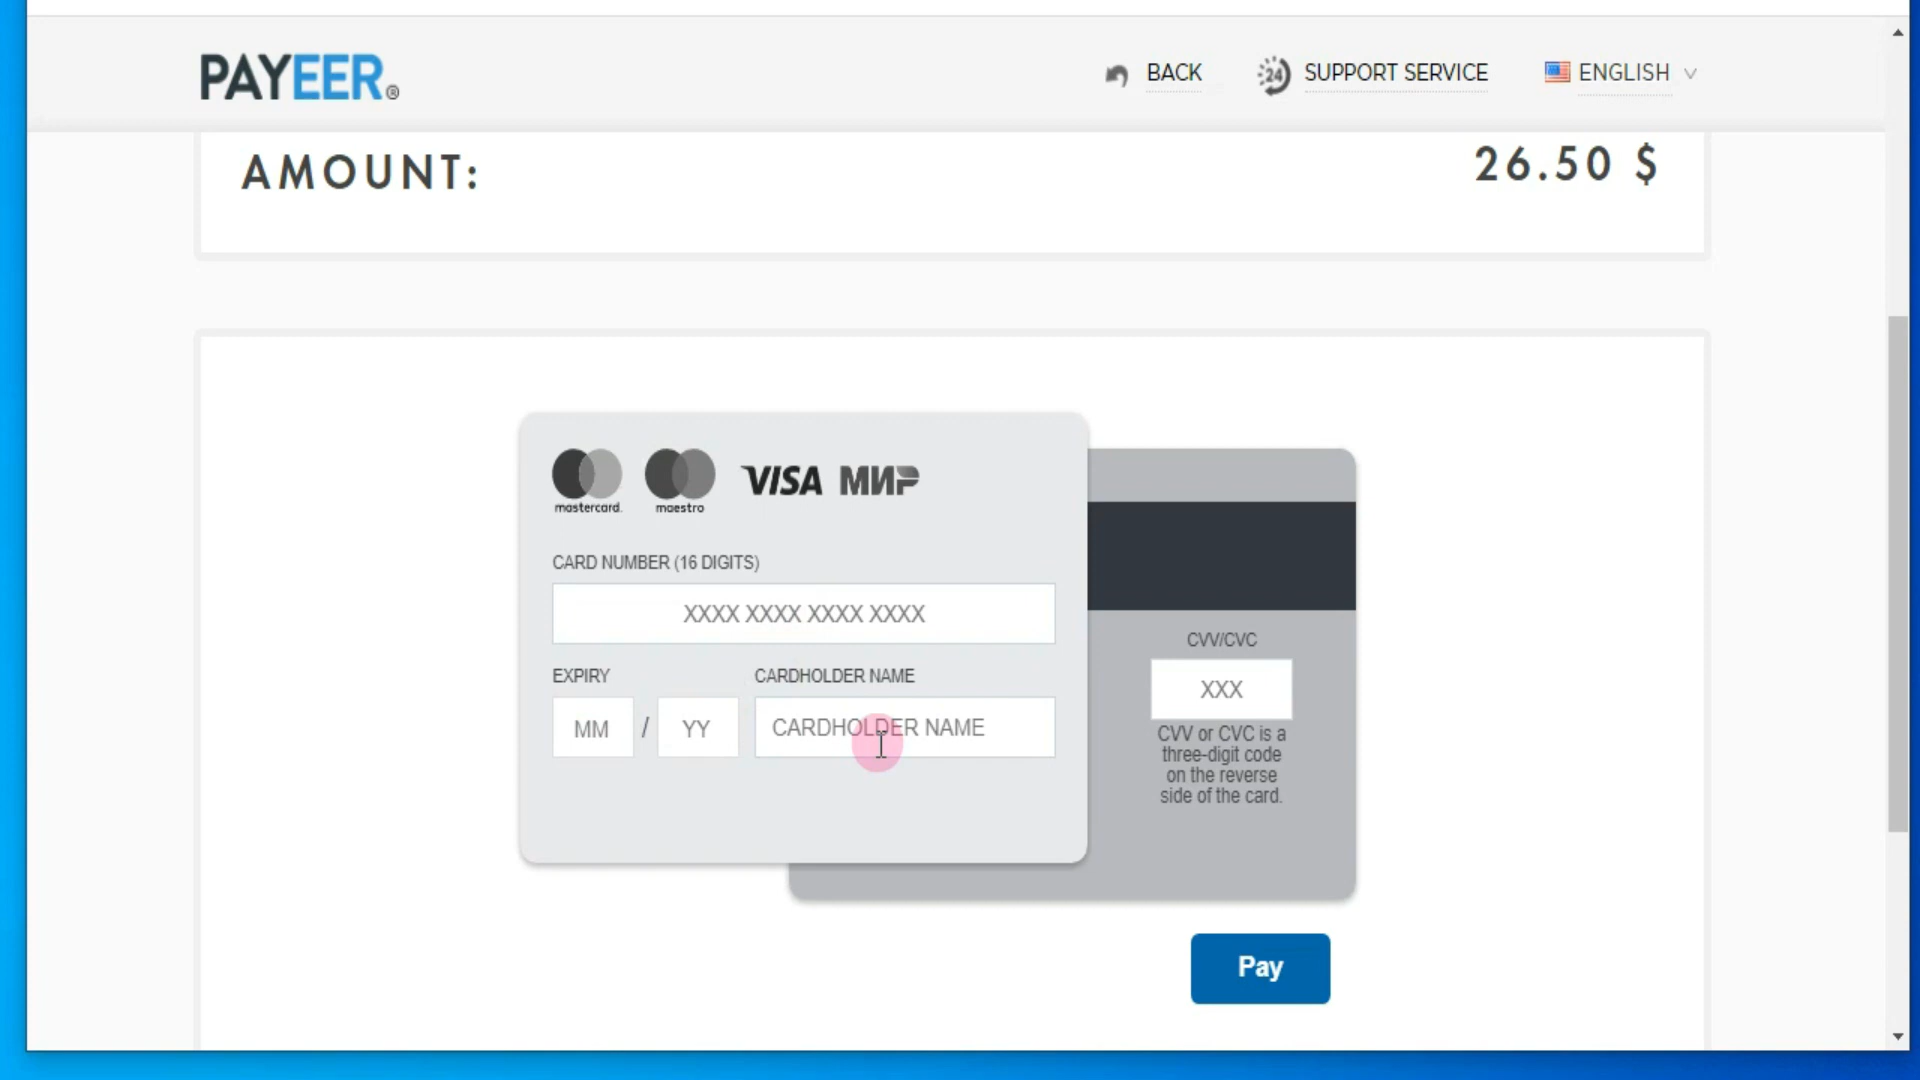 PAYEER®
BACK
24
SUPPORT SERVICE
ENGLISH
AMOUNT:
26.50 $
mastercard.
maestro
VISA
МИР
CARD NUMBER (16 DIGITS)
XXXX XXXX XXXX XXXX
EXPIRY
CARDHOLDER NAME
MM / YY
CARDHOLDER NAME
CVV/CVC
XXX
CVV or CVC is a
three-digit code
on the reverse
side of the card.
Pay